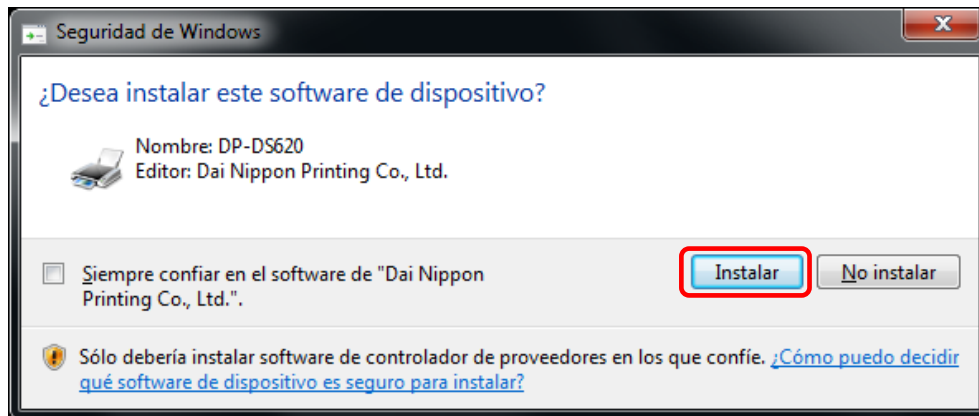 Seguridad de Windows
¿Desea instalar este software de dispositivo?
Nombre: DP-DS620
Editor: Dai Nippon Printing Co., Ltd.
Siempre confiar en el software de "Dai Nippon
Printing Co., Ltd.".
Instalar
No instalar
Sólo debería instalar software de controlador de proveedores en los que confíe. ¿Cómo puedo decidir
qué software de dispositivo es seguro para instalar?